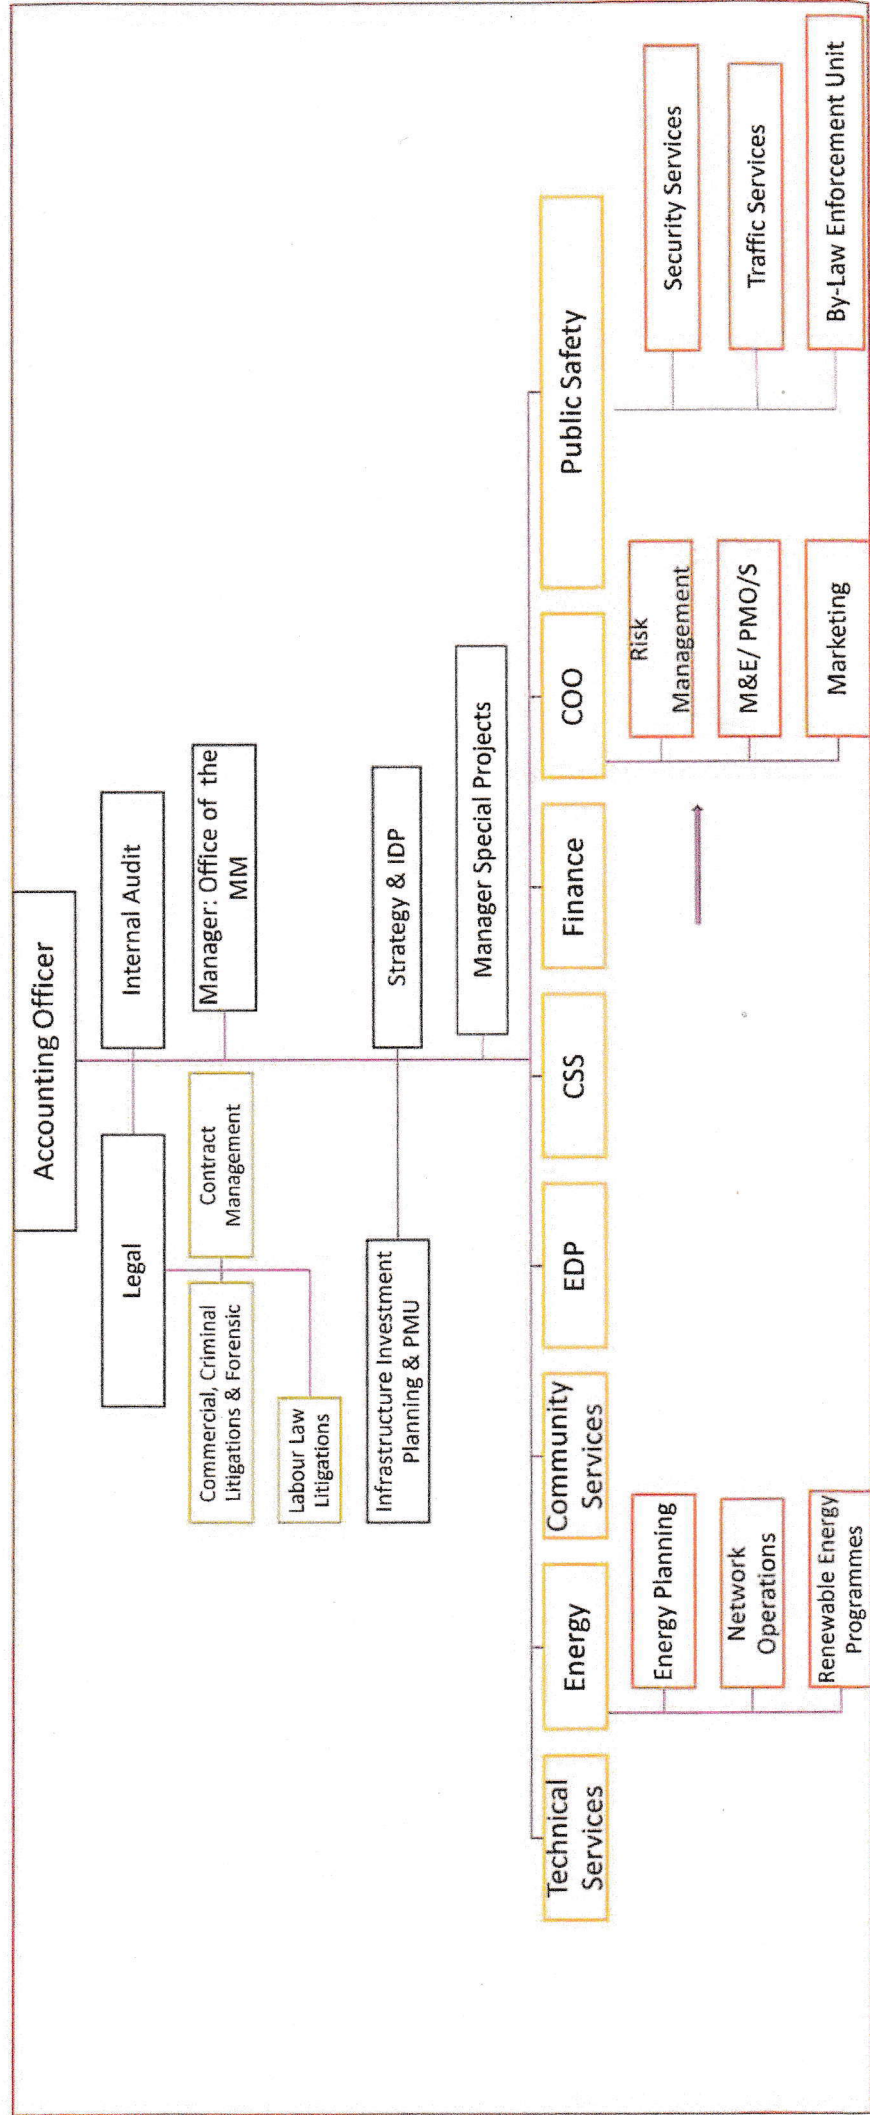 Accounting Officer
Legal
Internal Audit
Commercial, Criminal
Litigations & Forensic
Contract
Management
Manager: Office of the
MM
Labour Law
Litigations
Infrastructure Investment
Planning & PMU
Strategy & IDP
Manager Special Projects
Technical
Services
Energy
Community
Services
EDP
CSS
Finance
COO
Public Safety
Energy Planning
Network
Operations
Renewable Energy
Programmes
Risk
Management
M&E/ PMO/S
Marketing
Security Services
Traffic Services
By-Law Enforcement Unit